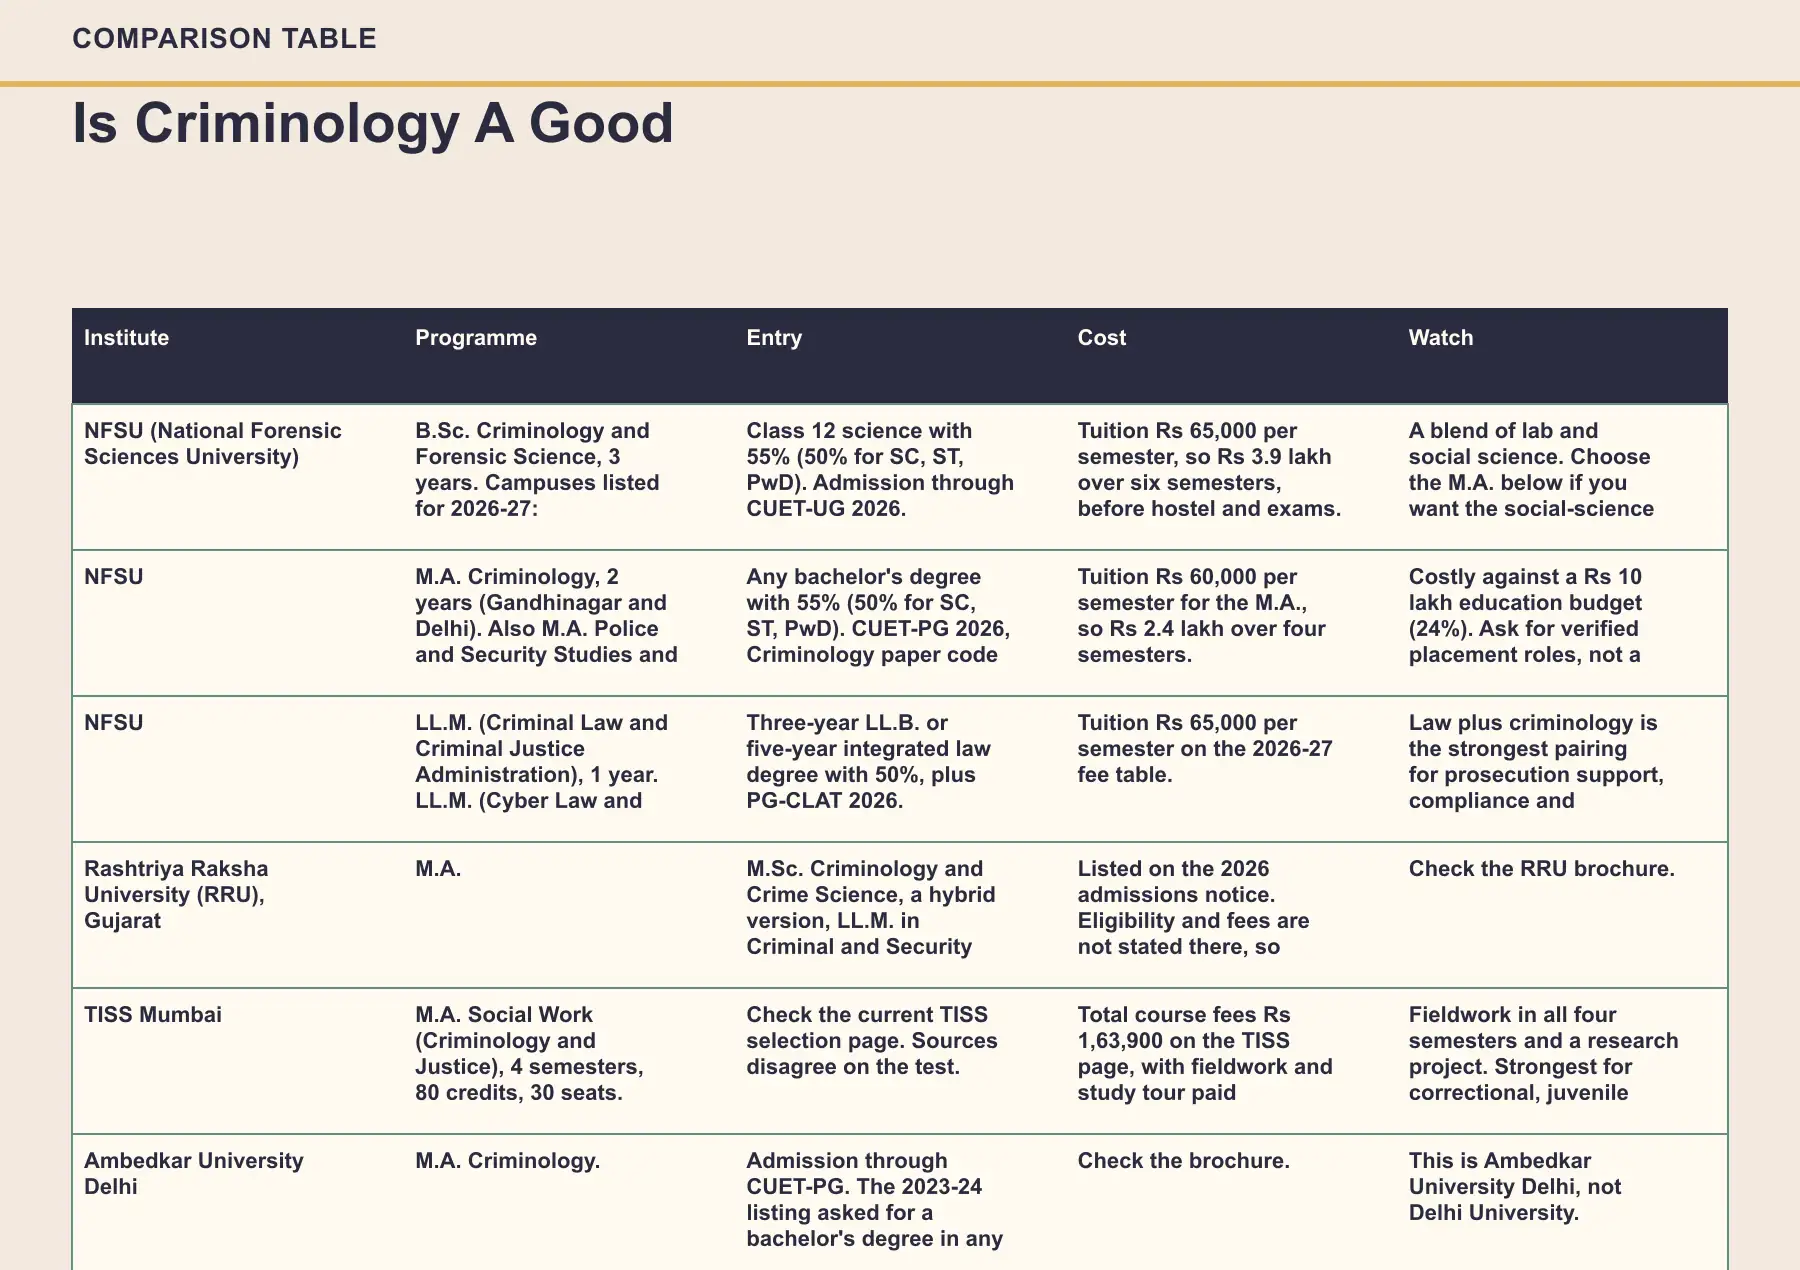 COMPARISON TABLE
Is Criminology A Good
Institute
Programme
Entry
Cost
Watch
NFSU (National Forensic
Sciences University)
B.Sc. Criminology and
Forensic Science, 3
years. Campuses listed
for 2026-27:
Class 12 science with
55% (50% for SC, ST,
PwD). Admission through
CUET-UG 2026.
Tuition Rs 65,000 per
semester, so Rs 3.9 lakh
over six semesters,
before hostel and exams.
A blend of lab and
social science. Choose
the M.A. below if you
want the social-science
NFSU
M.A. Criminology, 2
years (Gandhinagar and
Delhi). Also M.A. Police
and Security Studies and
Any bachelor's degree
with 55% (50% for SC,
ST, PwD). CUET-PG 2026,
Criminology paper code
Tuition Rs 60,000 per
semester for the M.A.,
so Rs 2.4 lakh over four
semesters.
Costly against a Rs 10
lakh education budget
(24%). Ask for verified
placement roles, not a
NFSU
LL.M. (Criminal Law and
Criminal Justice
Administration), 1 year.
LL.M. (Cyber Law and
Three-year LL.B. or
five-year integrated law
degree with 50%, plus
PG-CLAT 2026.
Tuition Rs 65,000 per
semester on the 2026-27
fee table.
Law plus criminology is
the strongest pairing
for prosecution support,
compliance and
Rashtriya Raksha
University (RRU),
Gujarat
M.A.
M.Sc. Criminology and
Crime Science, a hybrid
version, LL.M. in
Criminal and Security
Listed on the 2026
admissions notice.
Eligibility and fees are
not stated there, so
Check the RRU brochure.
TISS Mumbai
M.A. Social Work
(Criminology and
Justice), 4 semesters,
80 credits, 30 seats.
Check the current TISS
selection page. Sources
disagree on the test.
Total course fees Rs
1,63,900 on the TISS
page, with fieldwork and
study tour paid
Fieldwork in all four
semesters and a research
project. Strongest for
correctional, juvenile
Ambedkar University
Delhi
M.A. Criminology.
Admission through
CUET-PG. The 2023-24
listing asked for a
bachelor's degree in any
Check the brochure.
This is Ambedkar
University Delhi, not
Delhi University.